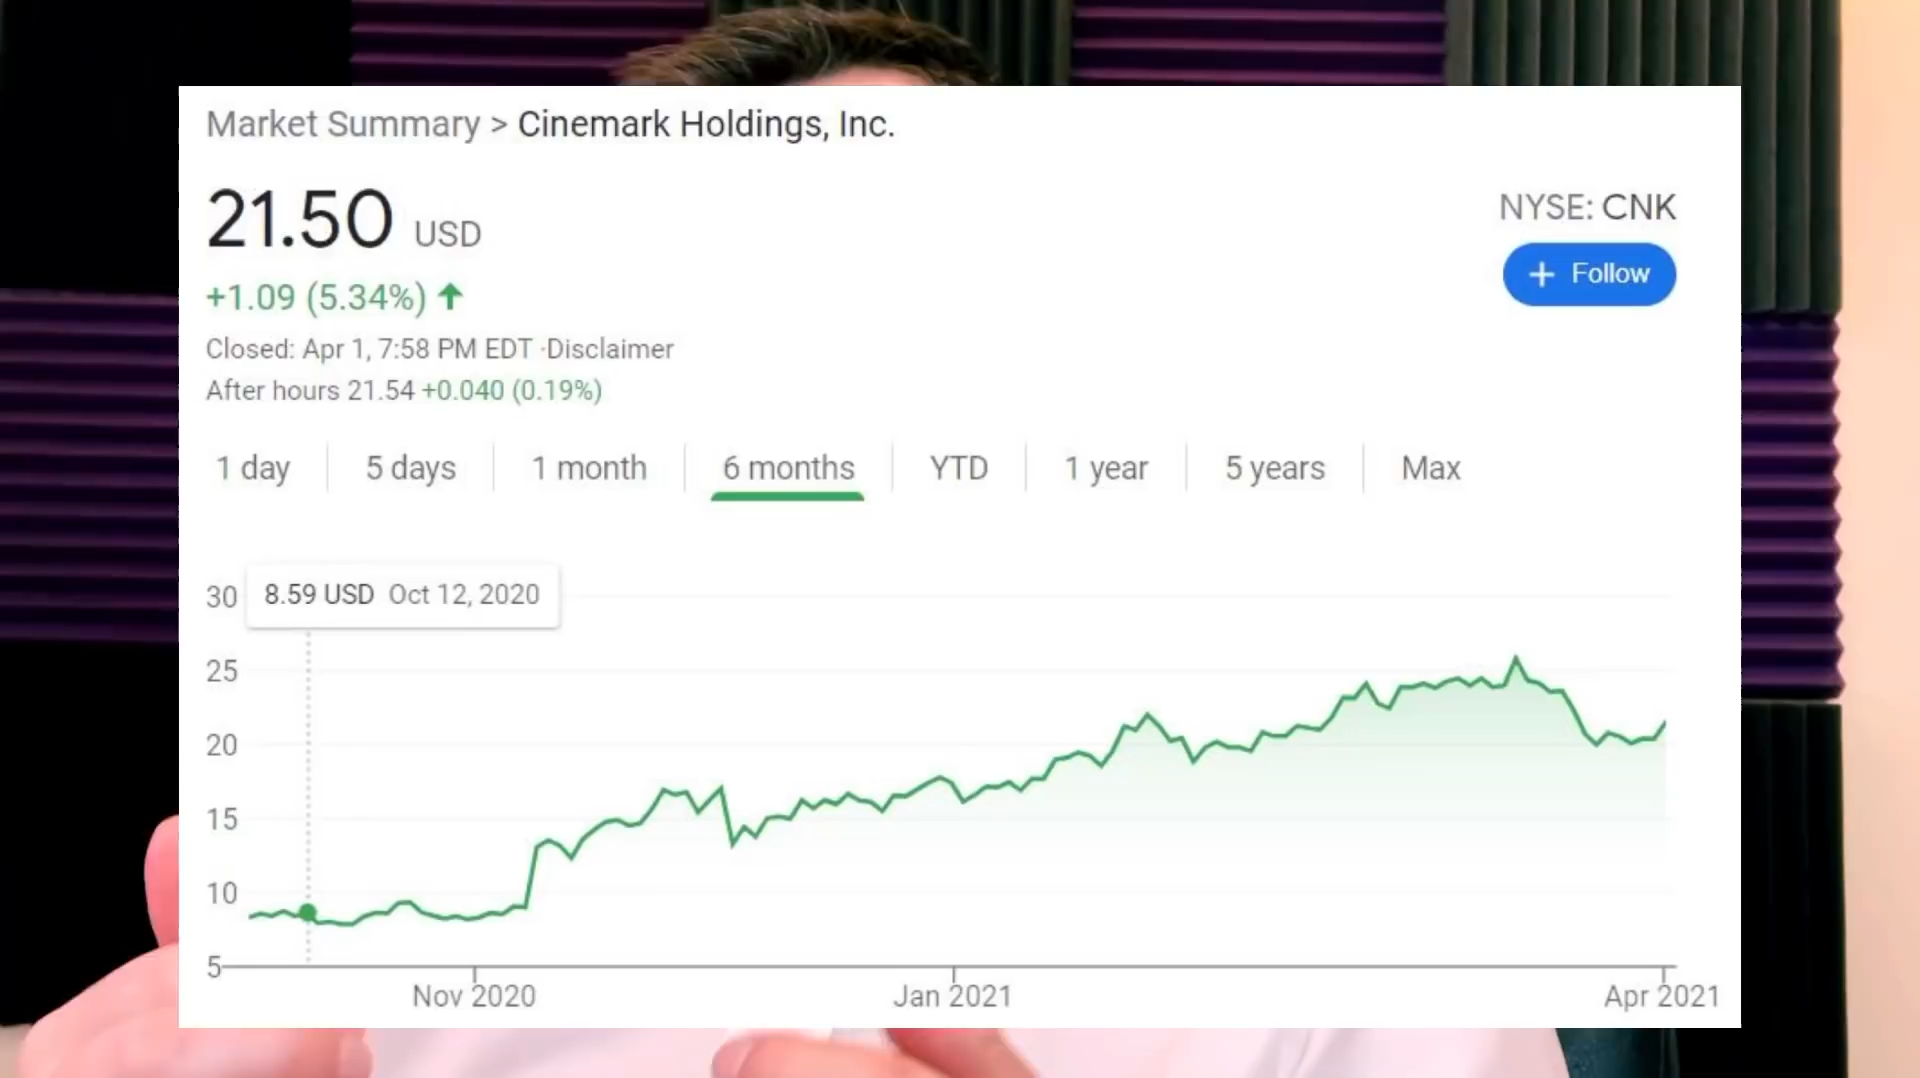 Market Summary > Cinemark Holdings, Inc.
21.50 USD
NYSE: CNK
+ Follow
+1.09 (5.34%)
Closed: Apr 1, 7:58 PM EDT ·Disclaimer
After hours 21.54 +0.040 (0.19%)
1 day 5 days 1 month 6 months YTD 1 year 5 years Max
8.59 USD Oct 12, 2020
30
25
20
15
10
5
Nov 2020 Jan 2021 Apr 2021